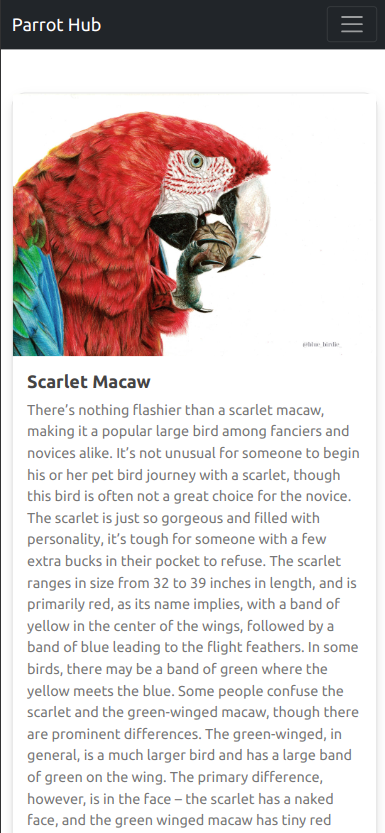 Parrot Hub
Scarlet Macaw
There's nothing flashier than a scarlet macaw,
making it a popular large bird among fanciers and
novices alike. It's not unusual for someone to begin
his or her pet bird journey with a scarlet, though
this bird is often not a great choice for the novice.
The scarlet is just so gorgeous and filled with
personality, it's tough for someone with a few
extra bucks in their pocket to refuse. The scarlet
ranges in size from 32 to 39 inches in length, and is
primarily red, as its name implies, with a band of
yellow in the center of the wings, followed by a
band of blue leading to the flight feathers. In some
birds, there may be a band of green where the
yellow meets the blue. Some people confuse the
scarlet and the green-winged macaw, though there
are prominent differences. The green-winged, in
general, is a much larger bird and has a large band
of green on the wing. The primary difference,
however, is in the face – the scarlet has a naked
face, and the green winged macaw has tiny red